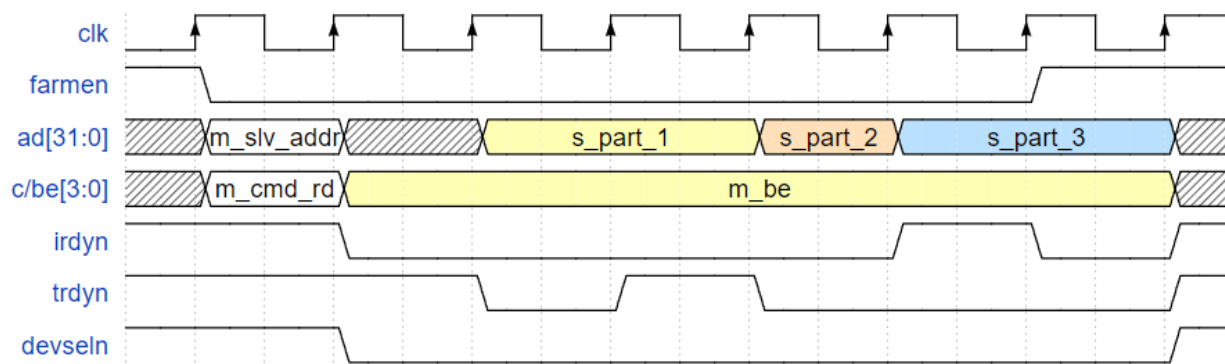 clk
farmen
ad[31:0] m_slv_addr s_part_1 s_part_2 s_part_3
c/be[3:0] m_cmd_rd m_be
irdyn
trdyn
devseln